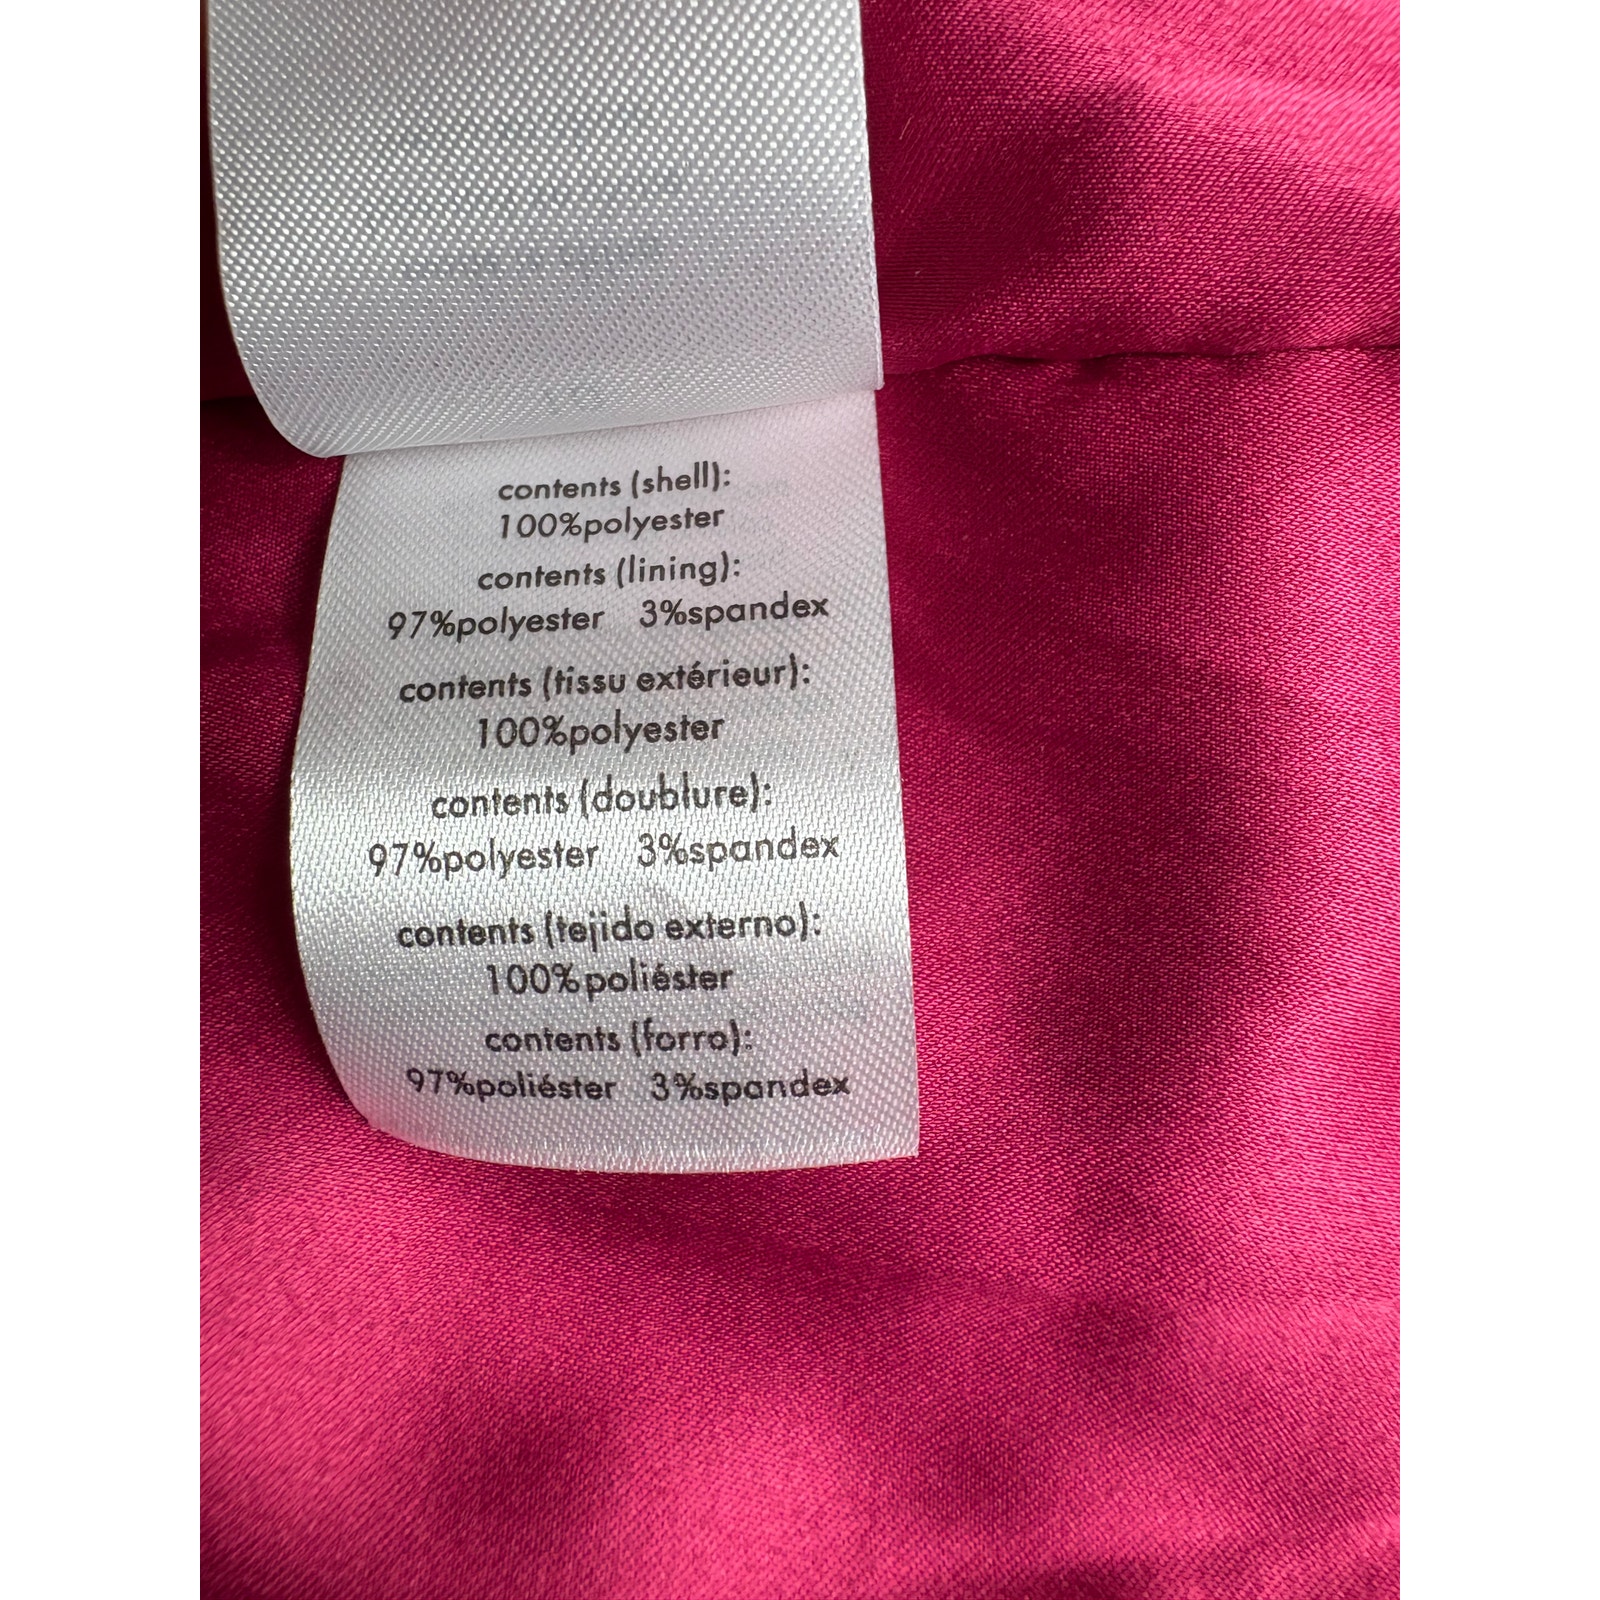 contents (shell):
100%polyester
contents (lining):
97%polyester 3%spandex
contents (tissu extérieur):
100%polyester
contents (doublure):
97%polyester 3%spandex
contents (tejido externo):
100%poliéster
contents (forro):
97%poliéster 3%spandex